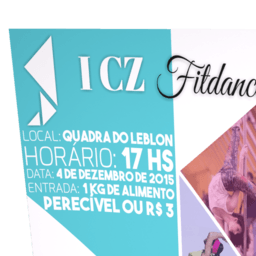 I CZ Fitdanc
LOCAL: QUADRA DO LEBLON
HORÁRIO: 17 HS
DATA: 4 DE DEZEMBRO DE 2015
ENTRADA: 1 KG DE ALIMENTO
PERECÍVEL OU R$ 3